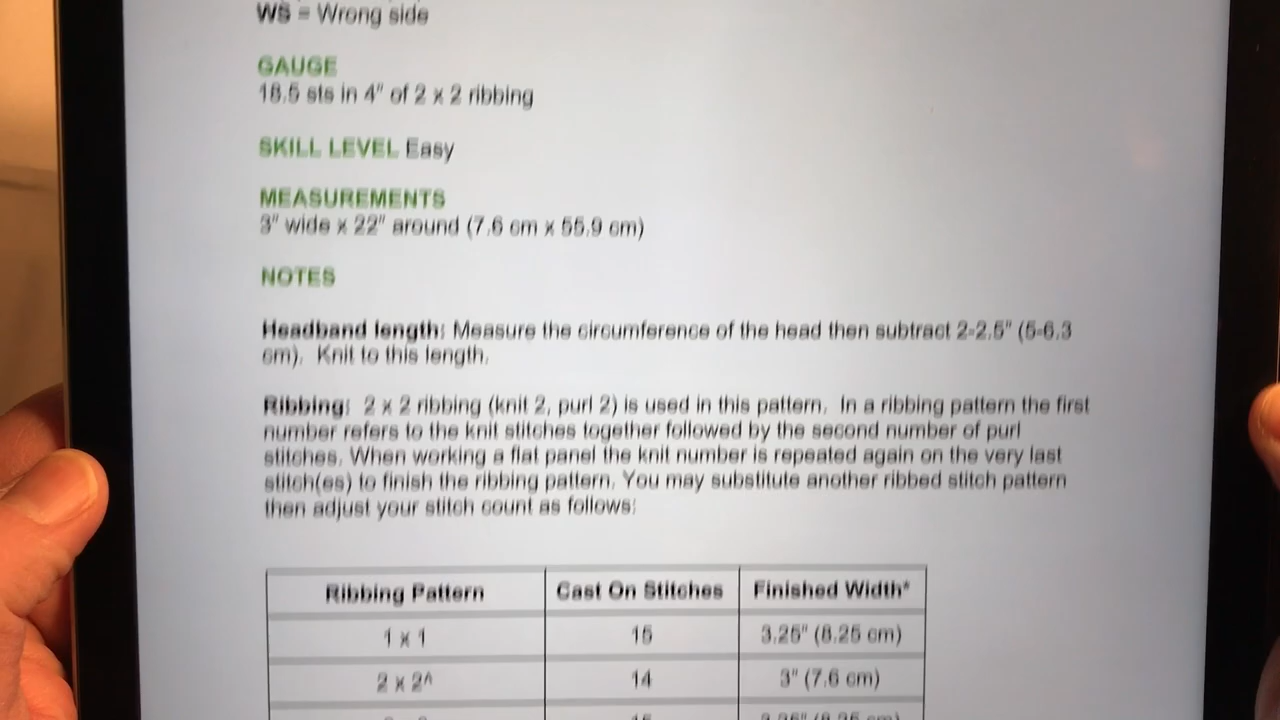 WS = Wrong side
GAUGE
18.5 sts in 4" of 2 x 2 ribbing
SKILL LEVEL Easy
MEASUREMENTS
3" wide x 22" around (7.6 cm x 55.9 cm)
NOTES
Headband length: Measure the circumference of the head then subtract 2-2.5" (5-6.3
cm). Knit to this length.
Ribbing: 2 x 2 ribbing (knit 2, purl 2) is used in this pattern. In a ribbing pattern the first
number refers to the knit stitches together followed by the second number of purl
stitches. When working a flat panel the knit number is repeated again on the very last
stitch(es) to finish the ribbing pattern. You may substitute another ribbed stitch pattern
then adjust your stitch count as follows:
Ribbing Pattern Cast On Stitches Finished Width*
1 x 1 15 3.25" (8.25 cm)
2 x 2^ 14 3" (7.6 cm)